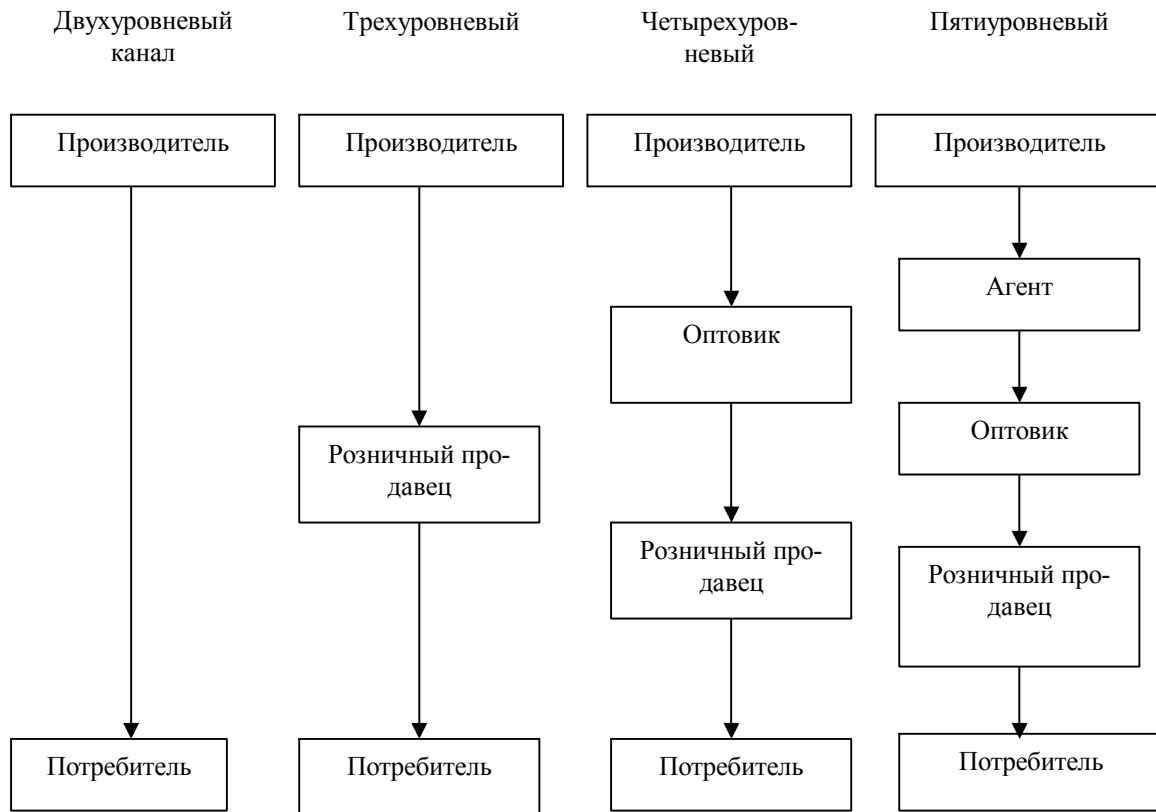 Двухуровневый
канал
Трехуровневый
Четырехуров-
невый
Пятиуровневый
Производитель
Производитель
Производитель
Производитель
Агент
Оптовик
Оптовик
Розничный про-
давец
Розничный про-
давец
Розничный про-
давец
Потребитель
Потребитель
Потребитель
Потребитель